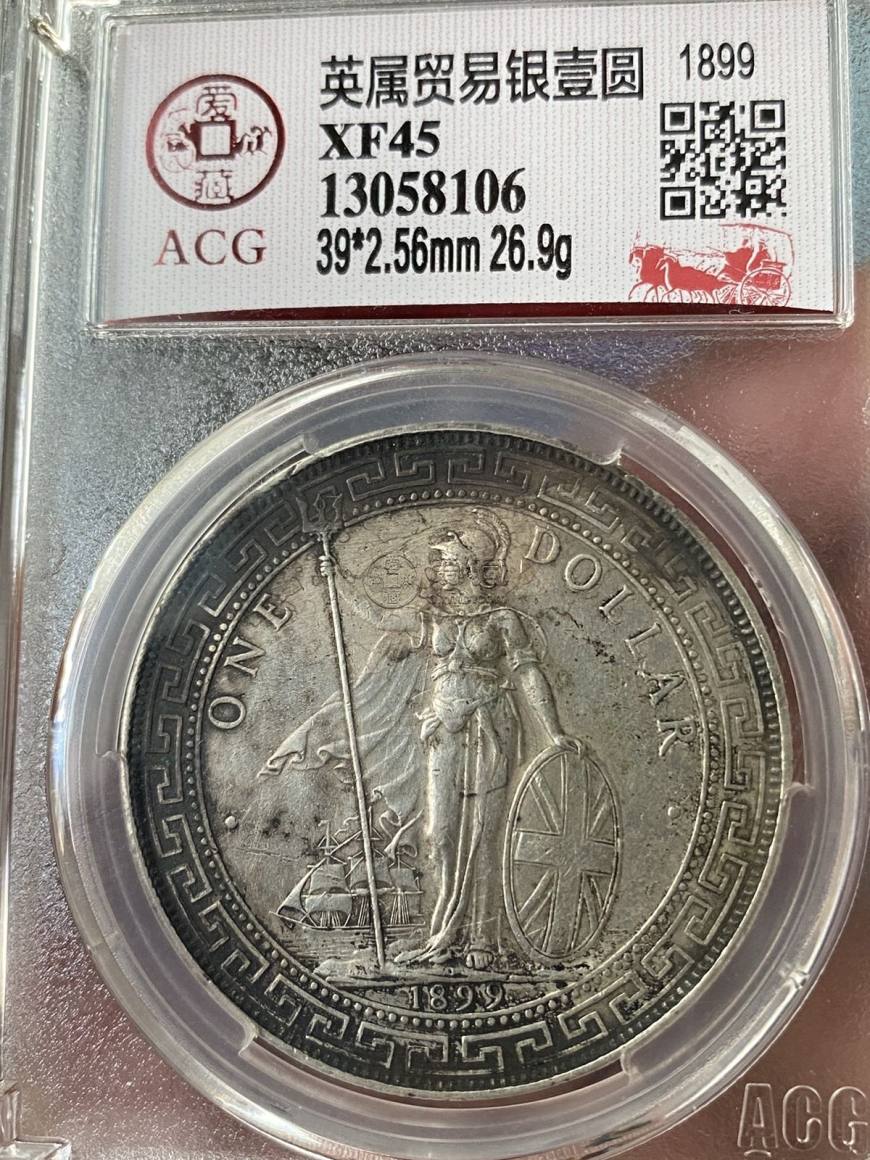 英属贸易银壹圆 1899
XF45
13058106
39*2.56mm 26.9g
爱
藏
ACG
ONE DOLLAR
1899
ACG